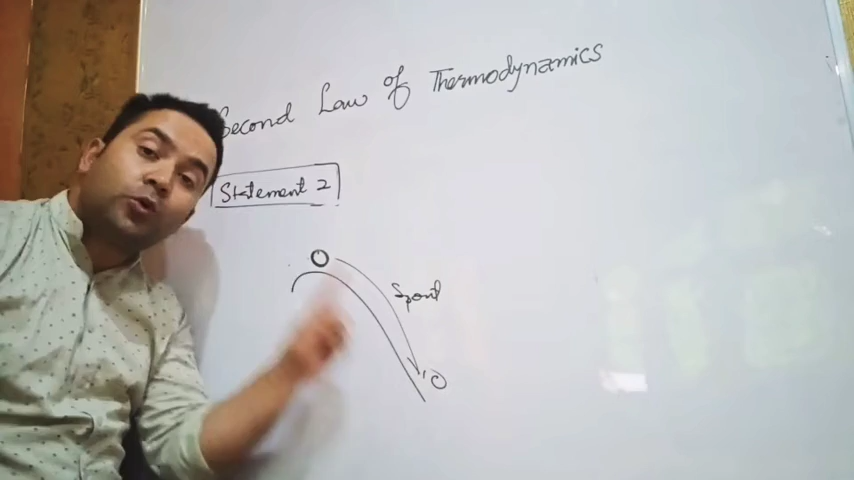 Second Law of Thermodynamics
Statement 2
Spont